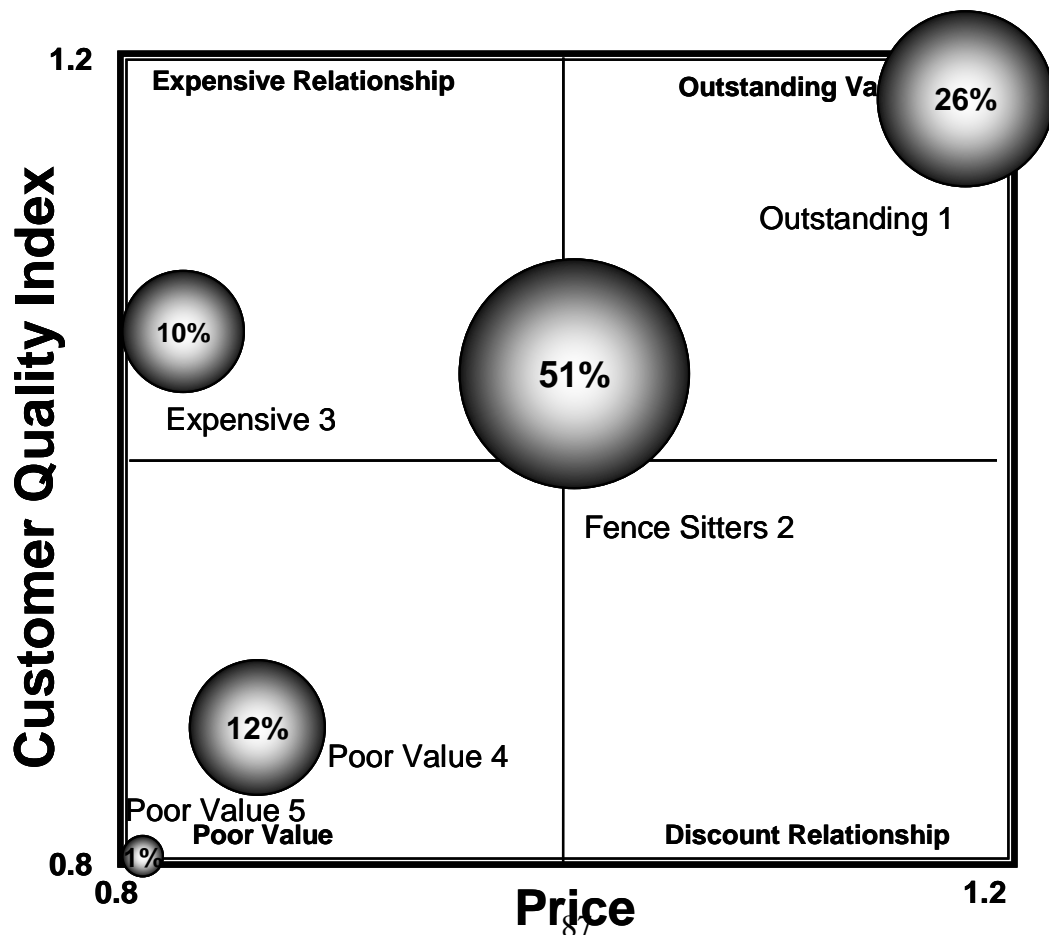 1.2
Expensive Relationship
Outstanding Va
26%
Outstanding 1
10%
Expensive 3
51%
Customer Quality Index
Fence Sitters 2
12%
Poor Value 4
Poor Value 5
Poor Value
Discount Relationship
1%
0.8
0.8
1.2
Price
87